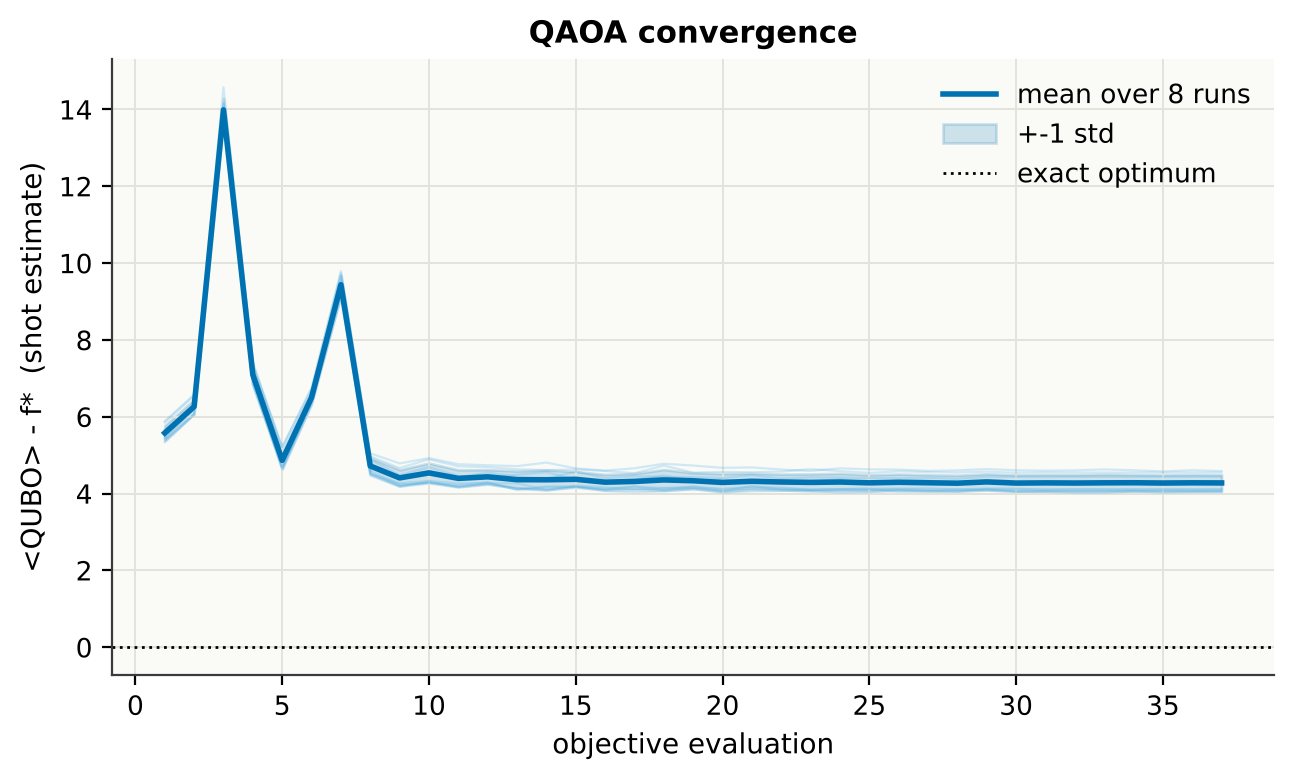 QAOA convergence
<QUBO> - f*  (shot estimate)
14
12
10
8
6
4
2
0
mean over 8 runs
+-1 std
exact optimum
0 5 10 15 20 25 30 35
objective evaluation